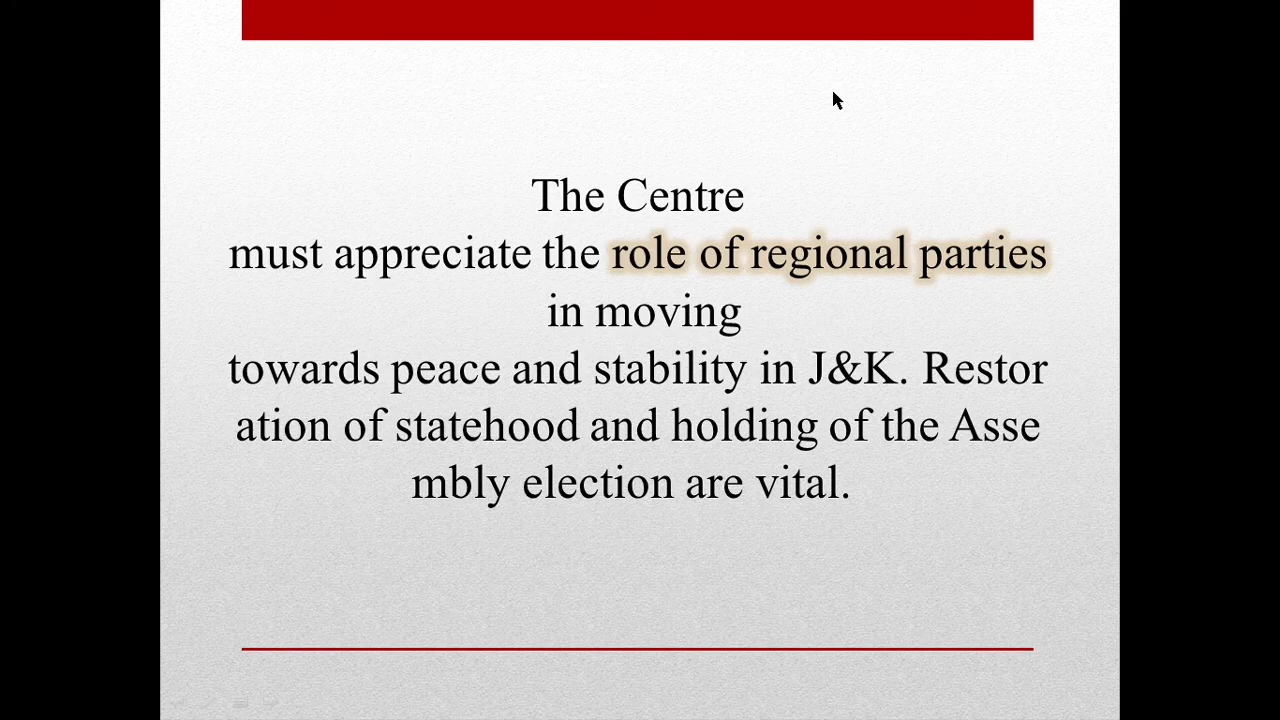 The Centre
must appreciate the role of regional parties
in moving
towards peace and stability in J&K. Restor
ation of statehood and holding of the Asse
mbly election are vital.